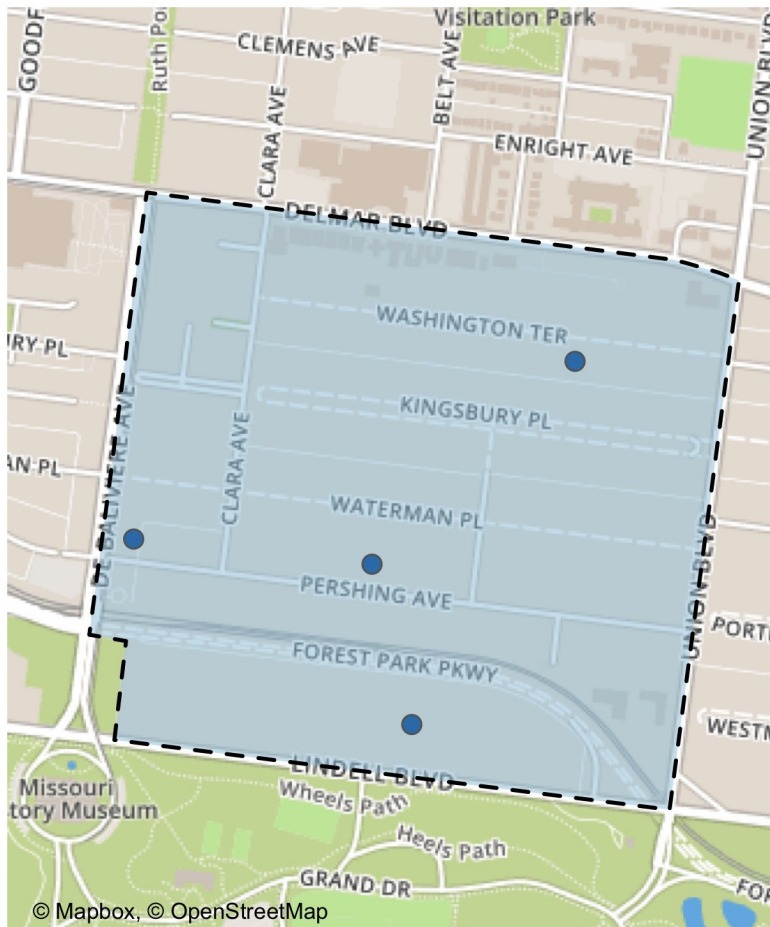 Visitation Park
GOODF
Ruth Po
CLEMENS AVE
BELT AVE
UNION BLVD
CLARA AVE
ENRIGHT AVE
DELMAR BLVD
WASHINGTON TER
URY PL
KINGSBURY PL
DE BALIVIERE AVE
CLARA AVE
AN PL
WATERMAN PL
UNION BLVD
PERSHING AVE
PORT
FOREST PARK PKWY
WESTM
LINDELL BLVD
Missouri
tory Museum
Wheels Path
Heels Path
GRAND DR
FOR
© Mapbox, © OpenStreetMap